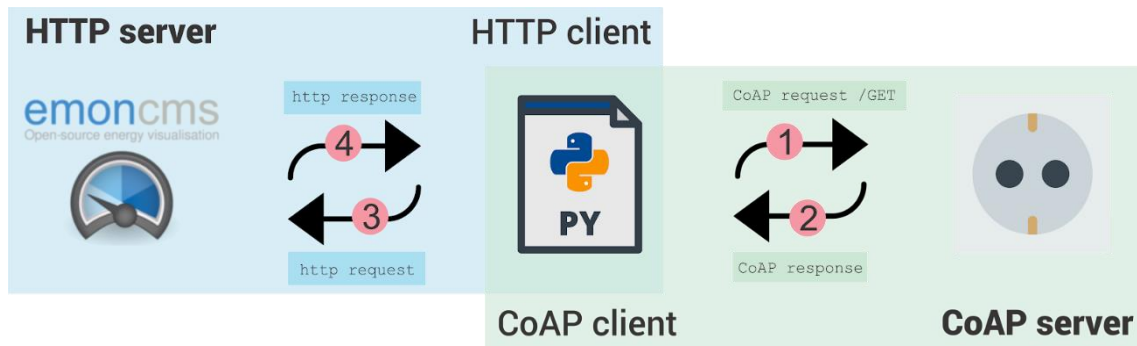 HTTP server
HTTP client
emoncms
Open-source energy visualisation
http response
4
3
http request
PY
CoAP request /GET
1
2
CoAP response
CoAP client
CoAP server